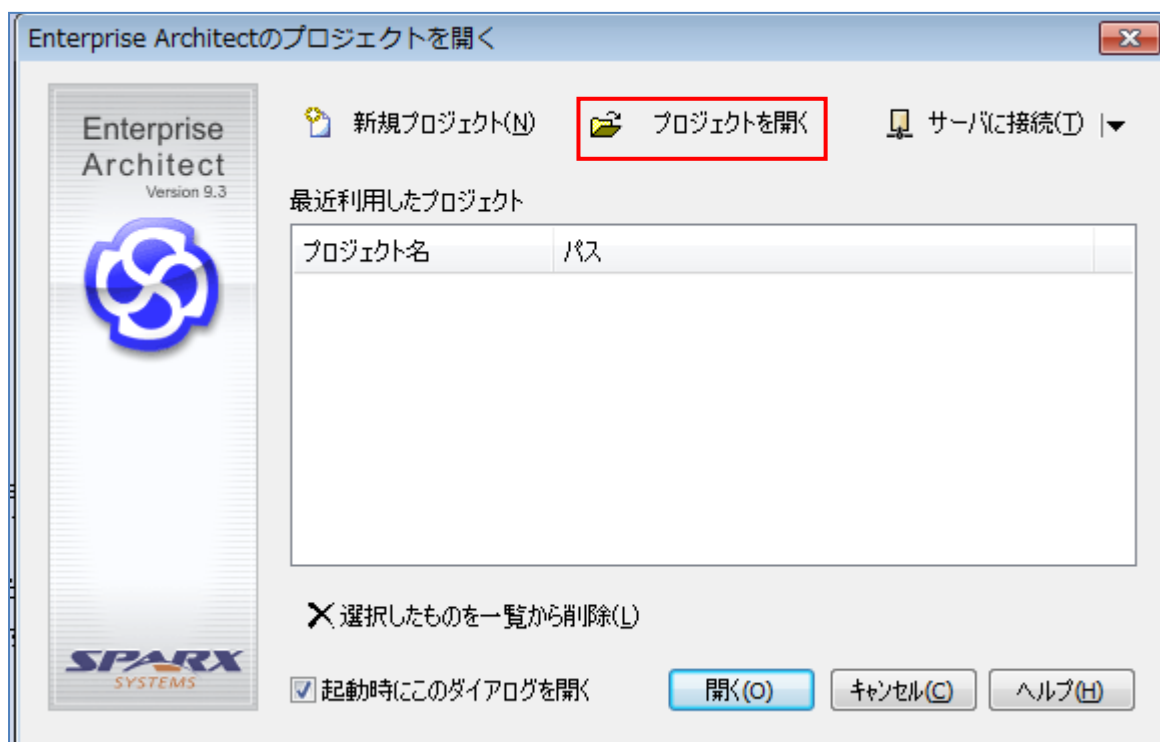 Enterprise Architectのプロジェクトを開く
Enterprise
Architect
Version 9.3
新規プロジェクト(N)
プロジェクトを開く
サーバに接続(T)
最近利用したプロジェクト
プロジェクト名
パス
選択したものを一覧から削除(L)
SPARX
SYSTEMS
起動時にこのダイアログを開く
開く(O)
キャンセル(C)
ヘルプ(H)